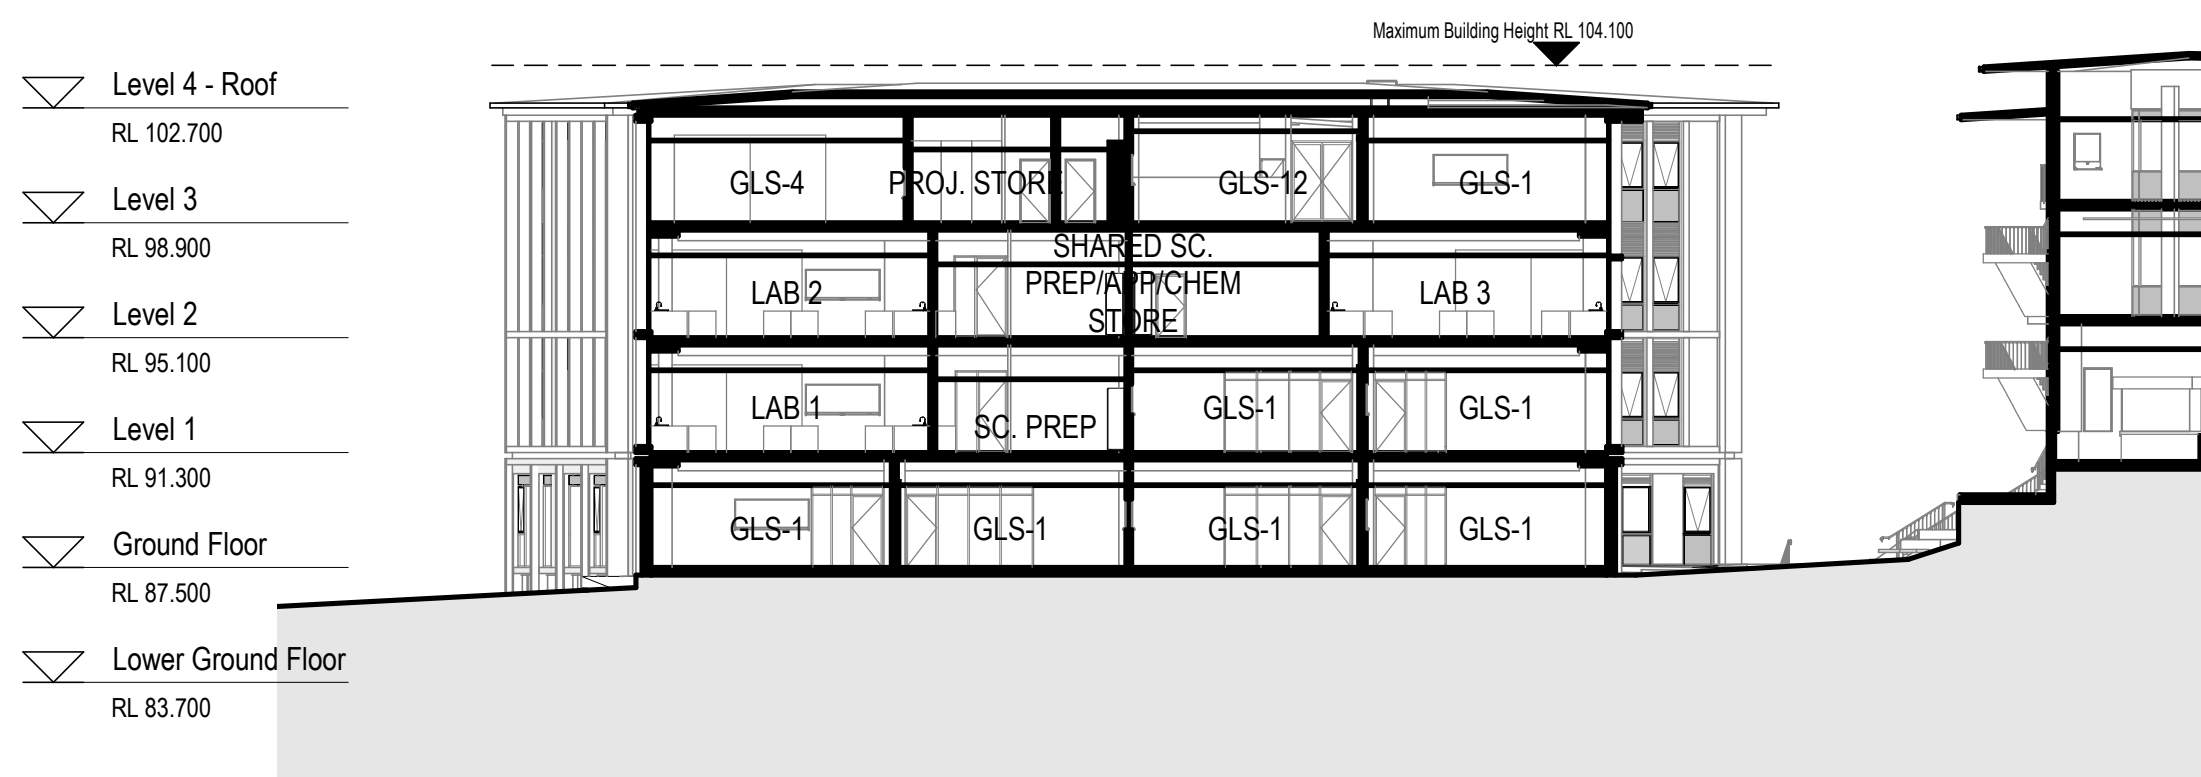 Maximum Building Height RL 104.100
Level 4 - Roof
RL 102.700
Level 3
RL 98.900
Level 2
RL 95.100
Level 1
RL 91.300
Ground Floor
RL 87.500
Lower Ground Floor
RL 83.700
GLS-4
PROJ. STORE
GLS-12
GLS-1
LAB 2
SHARED SC.
PREP/APP/CHEM
STORE
LAB 3
LAB 1
SC. PREP
GLS-1
GLS-1
GLS-1
GLS-1
GLS-1
GLS-1